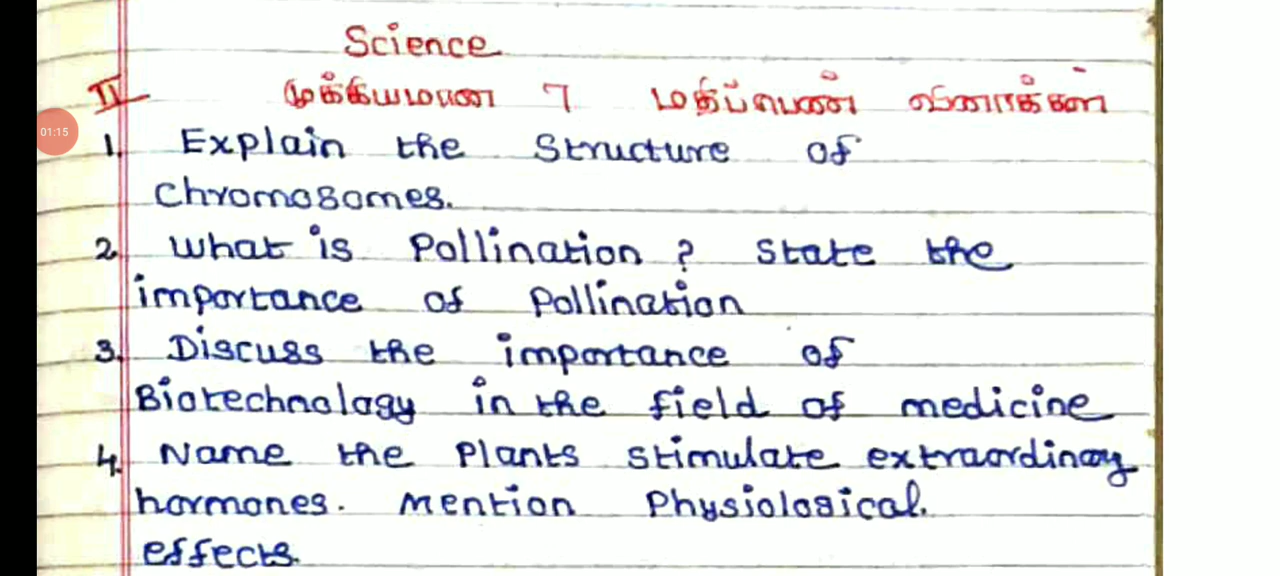 Science
II முக்கியமான 7 மதிப்பெண் வினாக்கள்
01:15
1. Explain the Structure of
Chromosomes.
2. What is Pollination ? State the
importance of Pollination
3. Discuss the importance of
Biotechnology in the field of medicine
4. Name the Plants stimulate extraordinay
hormones. Mention Physiological.
effects.